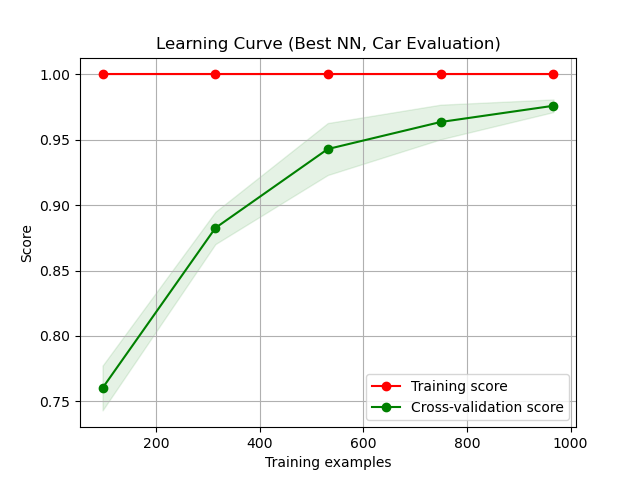 Learning Curve (Best NN, Car Evaluation)
1.00
0.95
0.90
0.85
0.80
0.75
Score
200 400 600 800 1000
Training examples
Training score
Cross-validation score